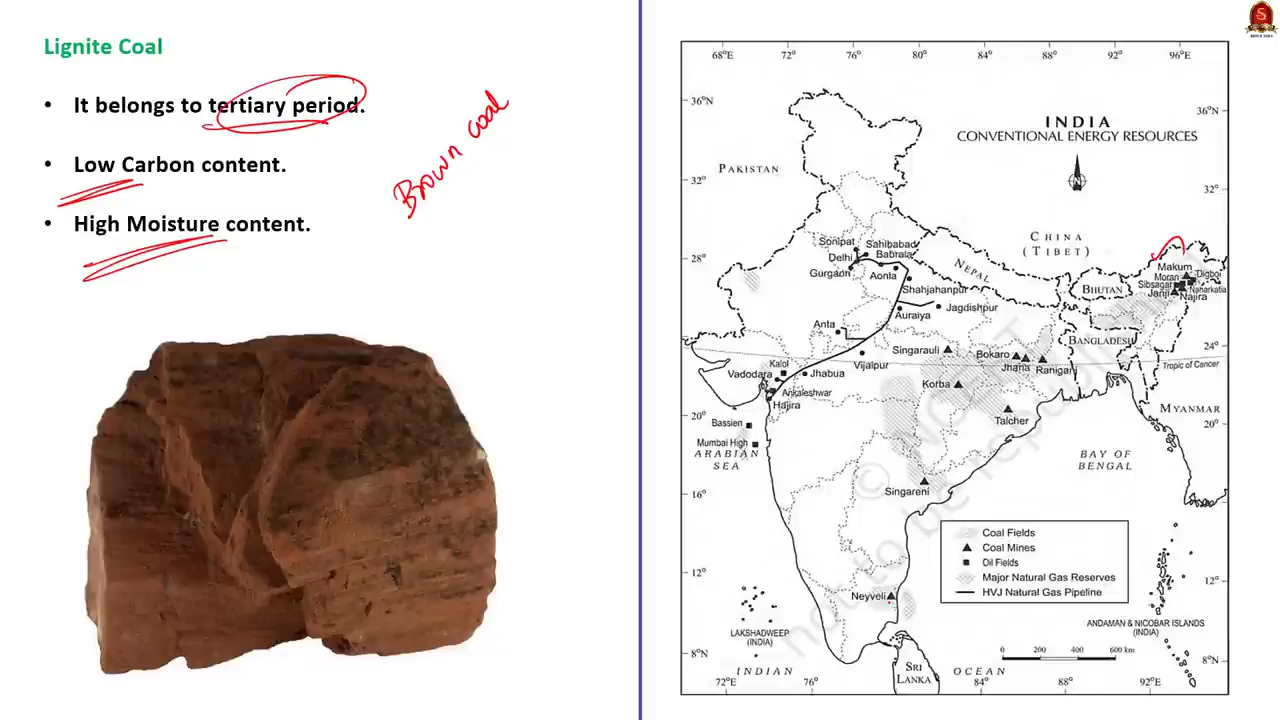 Lignite Coal
• It belongs to tertiary period.
• Low Carbon content.
• High Moisture content.
Brown coal
68°E 72° 76° 80° 84° 88° 92° 96°E
36°N
36°N
INDIA
CONVENTIONAL ENERGY RESOURCES
PAKISTAN
32°
32°
CHINA
(TIBET)
Sonipat
Sahibabad
Delhi
Babrala
28°
28°
Gurgaon
Aonla
NEPAL
Makum
Moran
Digboi
Sibsagar
Naharkatia
Janji
Najira
Shahjahanpur
BHUTAN
Jagdishpur
Auraiya
Anta
BANGLADESH
24°
Singarauli
Bokaro
Vijaipur
Jharia
Raniganj
Tropic of Cancer
Kalol
Vadodara
Jhabua
Ankaleshwar
Korba
Hajira
MYANMAR
20°
20°
Talcher
Bassien
Mumbai High
ARABIAN
SEA
BAY OF
BENGAL
16°
16°
Singareni
Coal Fields
Coal Mines
Oil Fields
Major Natural Gas Reserves
HVJ Natural Gas Pipeline
12°
12°
Neyveli
LAKSHADWEEP
(INDIA)
ANDAMAN & NICOBAR ISLANDS
(INDIA)
8°N
8°N
0 200 400 600 km
INDIAN
SRI
LANKA
OCEAN
72°E 76° 84° 88° 92°E
© NCERT
not to be republished